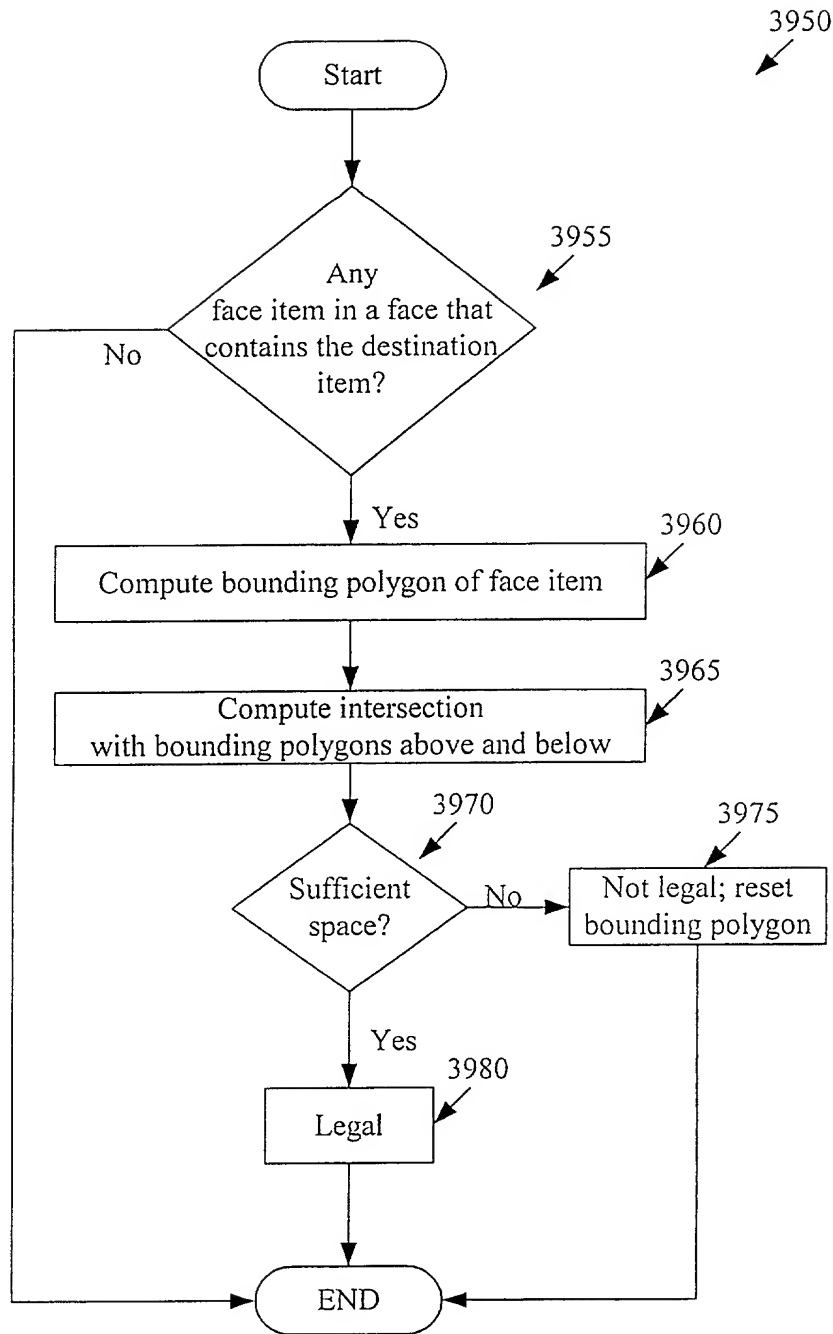 3950
Start
3955
Any
face item in a face that
contains the destination
item?
No
Yes
3960
Compute bounding polygon of face item
3965
Compute intersection
with bounding polygons above and below
3970
3975
Sufficient
space?
No
Not legal; reset
bounding polygon
Yes
3980
Legal
END